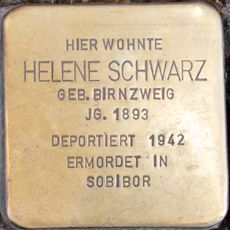 HIER WOHNTE
HELENE SCHWARZ
GEB. BIRNZWEIG
JG. 1893
DEPORTIERT 1942
ERMORDET IN
SOBIBOR